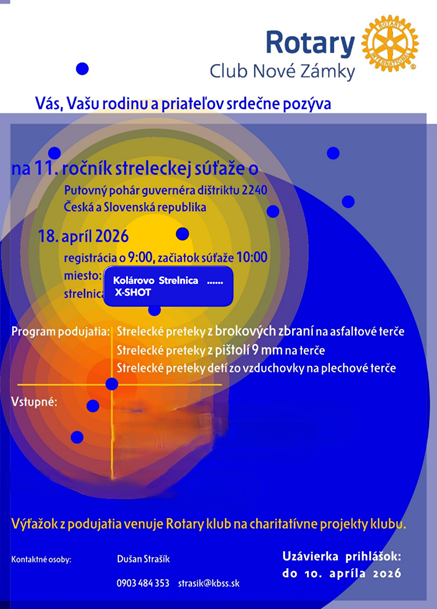 Rotary
Club Nové Zámky
Vás, Vašu rodinu a priateľov srdečne pozýva
na 11. ročník streleckej súťaže o
Putovný pohár guvernéra dištriktu 2240
Česká a Slovenská republika
18. apríl 2026
registrácia o 9:00, začiatok súťaže 10:00
miesto:
Kolárovo Strelnica ......
strelnica
X-SHOT
Program podujatia: Strelecké preteky z brokových zbraní na asfaltové terče
Strelecké preteky z pištolí 9 mm na terče
Strelecké preteky detí zo vzduchovky na plechové terče
Vstupné:
Výťažok z podujatia venuje Rotary klub na charitatívne projekty klubu.
Kontaktné osoby: Dušan Strašík
0903 484 353 strasik@kbss.sk
Uzávierka prihlášok:
do 10. apríla 2026